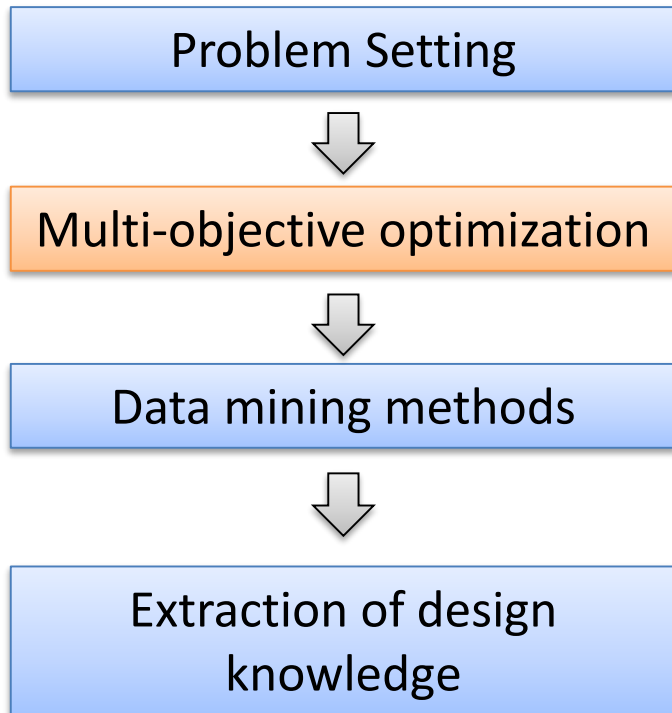 Problem Setting
Multi-objective optimization
Data mining methods
Extraction of design
knowledge